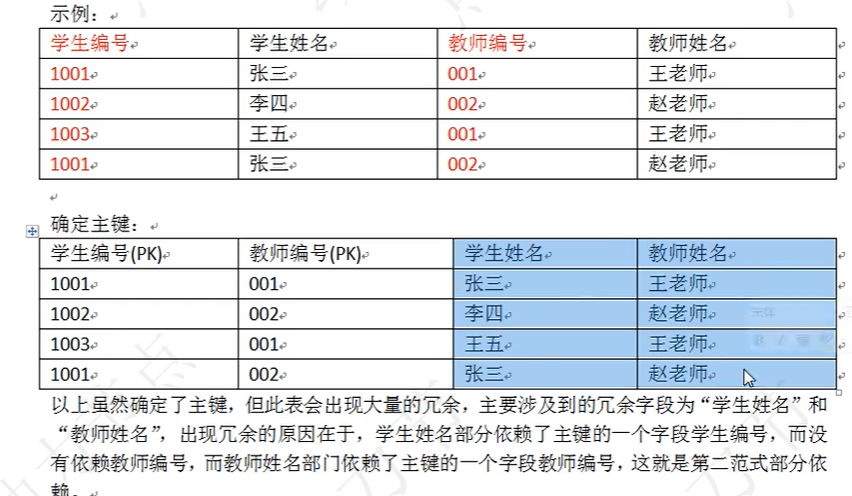 示例：
学生编号 学生姓名 教师编号 教师姓名
1001 张三 001 王老师
1002 李四 002 赵老师
1003 王五 001 王老师
1001 张三 002 赵老师
确定主键：
学生编号(PK) 教师编号(PK) 学生姓名 教师姓名
1001 001 张三 王老师
1002 002 李四 赵老师
1003 001 王五 王老师
1001 002 张三 赵老师
以上虽然确定了主键，但此表会出现大量的冗余，主要涉及到的冗余字段为“学生姓名”和
“教师姓名”，出现冗余的原因在于，学生姓名部分依赖了主键的一个字段学生编号，而没
有依赖教师编号，而教师姓名部门依赖了主键的一个字段教师编号，这就是第二范式部分依
赖。